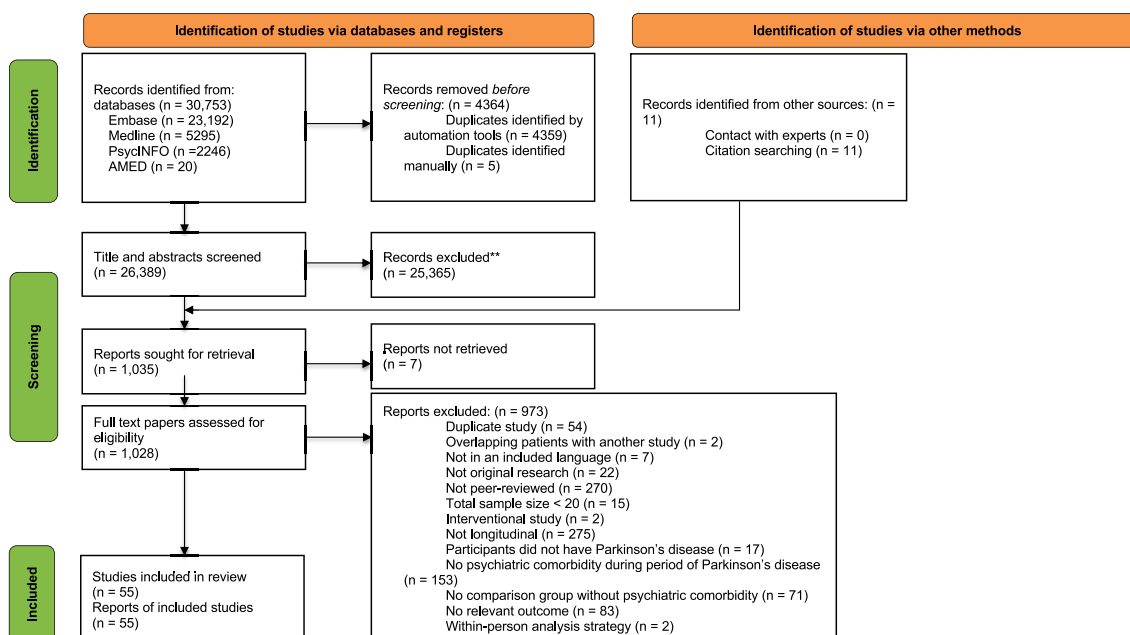 Identification of studies via databases and registers
Identification of studies via other methods
Identification
Records identified from:
databases (n = 30,753)
Embase (n = 23,192)
Medline (n = 5295)
PsycINFO (n =2246)
AMED (n = 20)
Records removed before
screening: (n = 4364)
Duplicates identified by
automation tools (n = 4359)
Duplicates identified
manually (n = 5)
Records identified from other sources: (n =
11)
Contact with experts (n = 0)
Citation searching (n = 11)
Screening
Title and abstracts screened
(n = 26,389)
Records excluded**
(n = 25,365)
Reports sought for retrieval
(n = 1,035)
Reports not retrieved
(n = 7)
Full text papers assessed for
eligibility
(n = 1,028)
Reports excluded: (n = 973)
Duplicate study (n = 54)
Overlapping patients with another study (n = 2)
Not in an included language (n = 7)
Not original research (n = 22)
Not peer-reviewed (n = 270)
Total sample size < 20 (n = 15)
Interventional study (n = 2)
Not longitudinal (n = 275)
Participants did not have Parkinson's disease (n = 17)
No psychiatric comorbidity during period of Parkinson's disease
(n = 153)
No comparison group without psychiatric comorbidity (n = 71)
No relevant outcome (n = 83)
Within-person analysis strategy (n = 2)
Included
Studies included in review
(n = 55)
Reports of included studies
(n = 55)